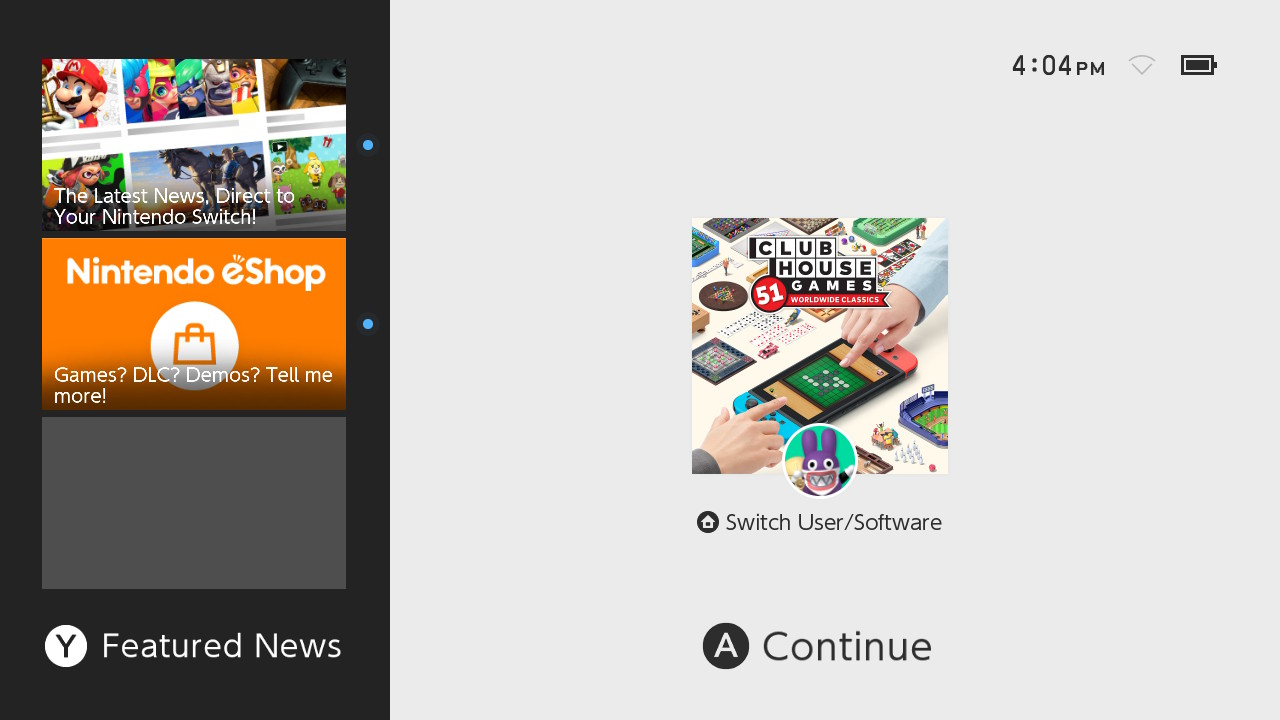 4:04 PM
The Latest News, Direct to
Your Nintendo Switch!
Nintendo eShop
Games? DLC? Demos? Tell me
more!
Y Featured News
CLUB
HOUSE
GAMES
51 WORLDWIDE CLASSICS
Switch User/Software
A Continue